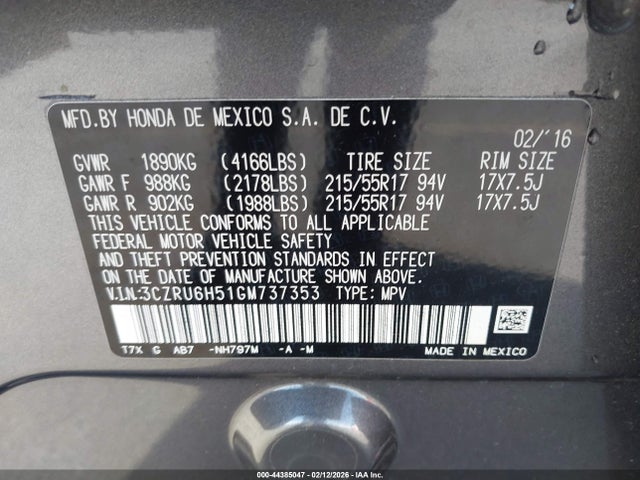 MFD.BY HONDA DE MEXICO S.A. DE C.V.
02/'16
GVWR 1890KG (4166LBS) TIRE SIZE RIM SIZE
GAWR F 988KG (2178LBS) 215/55R17 94V 17X7.5J
GAWR R 902KG (1988LBS) 215/55R17 94V 17X7.5J
THIS VEHICLE CONFORMS TO ALL APPLICABLE
FEDERAL MOTOR VEHICLE SAFETY
AND THEFT PREVENTION STANDARDS IN EFFECT
ON THE DATE OF MANUFACTURE SHOWN ABOVE.
V.I.N:3CZRU6H51GM737353 TYPE: MPV
T7X G AB7 -NH797M -A -M MADE IN MEXICO
000-44385047 - 02/12/2026 - IAA, Inc.